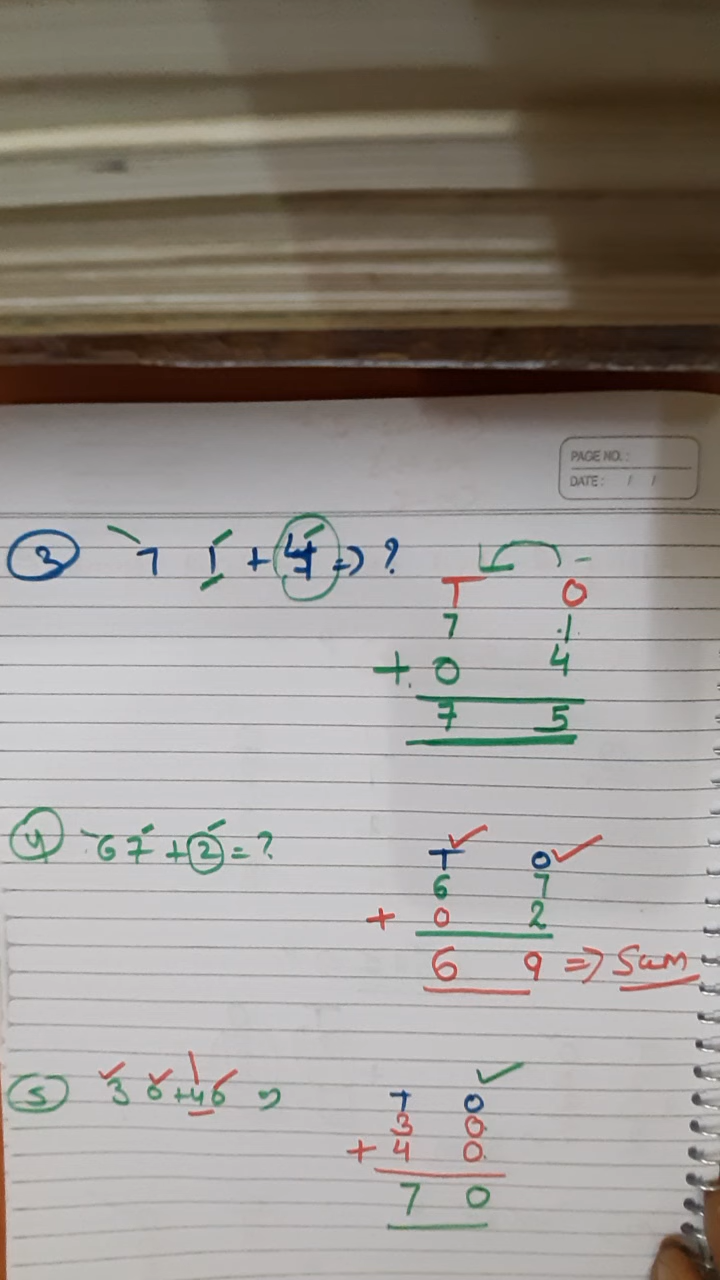 PAGE NO.:
DATE: / /
3 71 + 4 => ?
T O
7 1
+ 0 4
7 5
4 67 + 2 = ?
T O
6 7
+ 0 2
6 9 => Sum
5 30 + 40 =>
T O
3 0
+ 4 0
7 0